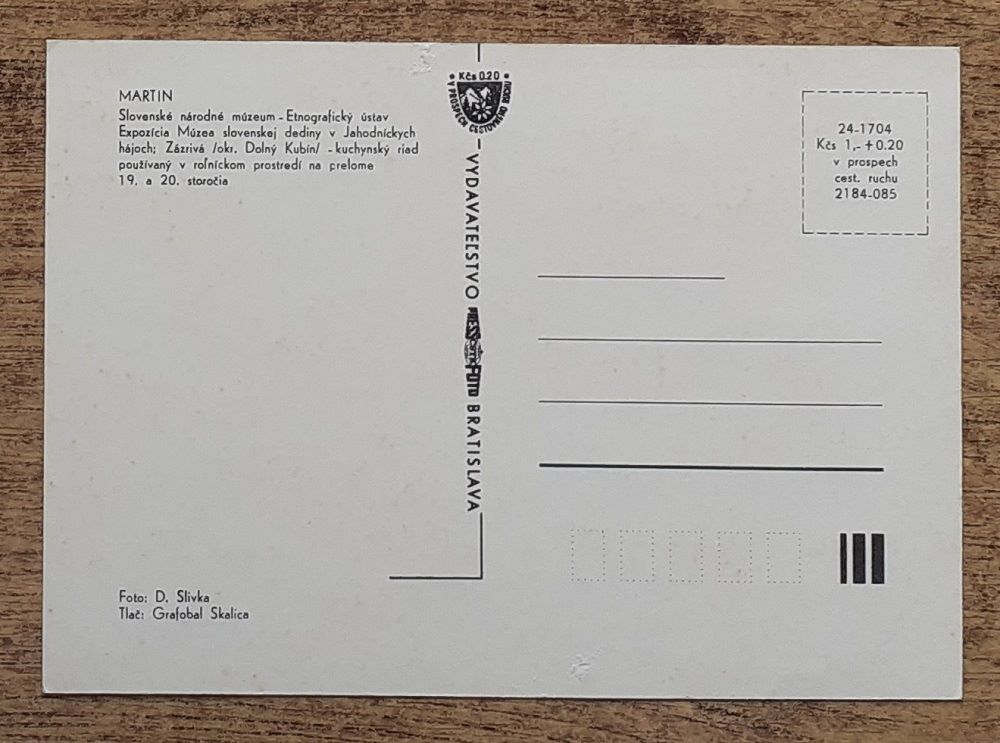 MARTIN
Slovenské národné múzeum - Etnografický ústav
Expozícia Múzea slovenskej dediny v Jahodníckych
hájoch; Zázrivá /okr. Dolný Kubín/ - kuchynský riad
používaný v roľníckom prostredí na prelome
19. a 20. storočia
Foto: D. Slivka
Tlač: Grafobal Skalica
• Kčs 0.20 •
V PROSPECH CESTOVNÉHO RUCHU
VYDAVATEĽSTVO PRESSFOTO BRATISLAVA
24-1704
Kčs 1,- + 0.20
v prospech
cest. ruchu
2184-085